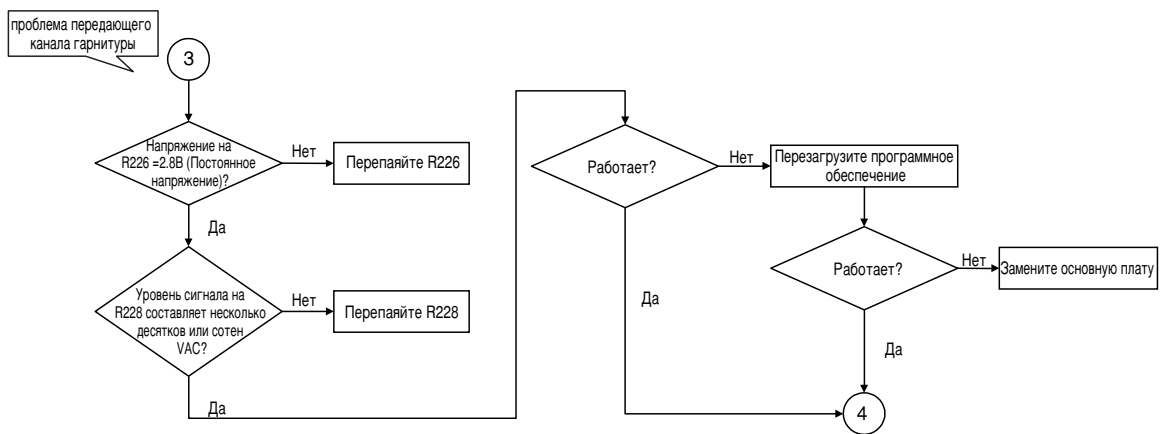 проблема передающего
канала гарнитуры
3
Напряжение на
R226 =2.8В (Постоянное
напряжение)?
Нет
Перепаяйте R226
Да
Уровень сигнала на
R228 составляет несколько
десятков или сотен
VAC?
Нет
Перепаяйте R228
Да
Работает?
Нет
Перезагрузите программное
обеспечение
Да
Работает?
Нет
Замените основную плату
Да
4